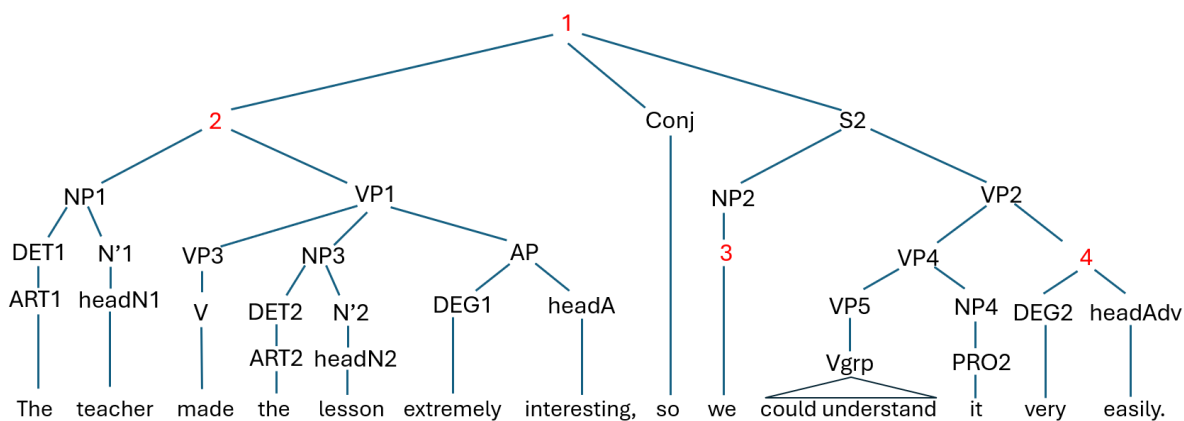 1
2 Conj S2
NP1 VP1 NP2 VP2
DET1 N’1 VP3 NP3 AP 3 VP4 4
ART1 headN1 V DET2 N’2 DEG1 headA VP5 NP4 DEG2 headAdv
ART2 headN2 Vgrp PRO2
The teacher made the lesson extremely interesting, so we could understand it very easily.